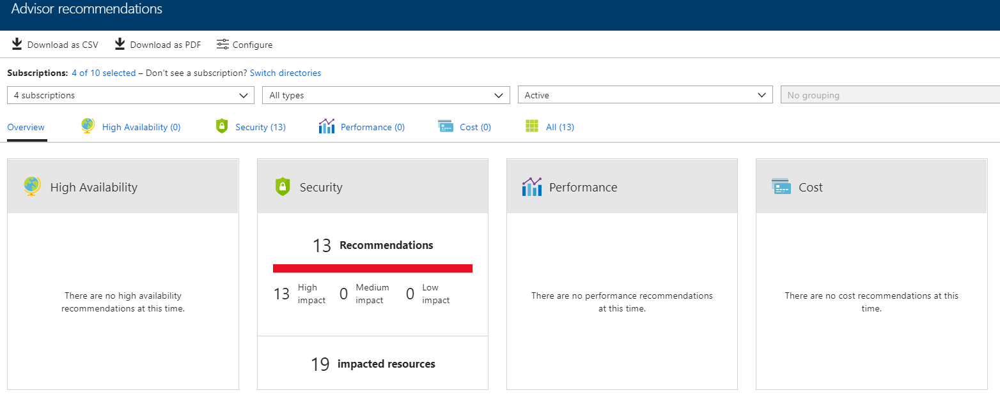 Advisor recommendations
Download as CSV Download as PDF Configure
Subscriptions: 4 of 10 selected – Don't see a subscription? Switch directories
4 subscriptions All types Active No grouping
Overview High Availability (0) Security (13) Performance (0) Cost (0) All (13)
High Availability
There are no high availability
recommendations at this time.
Security
13 Recommendations
13 High impact 0 Medium impact 0 Low impact
19 impacted resources
Performance
There are no performance recommendations
at this time.
Cost
There are no cost recommendations at this
time.